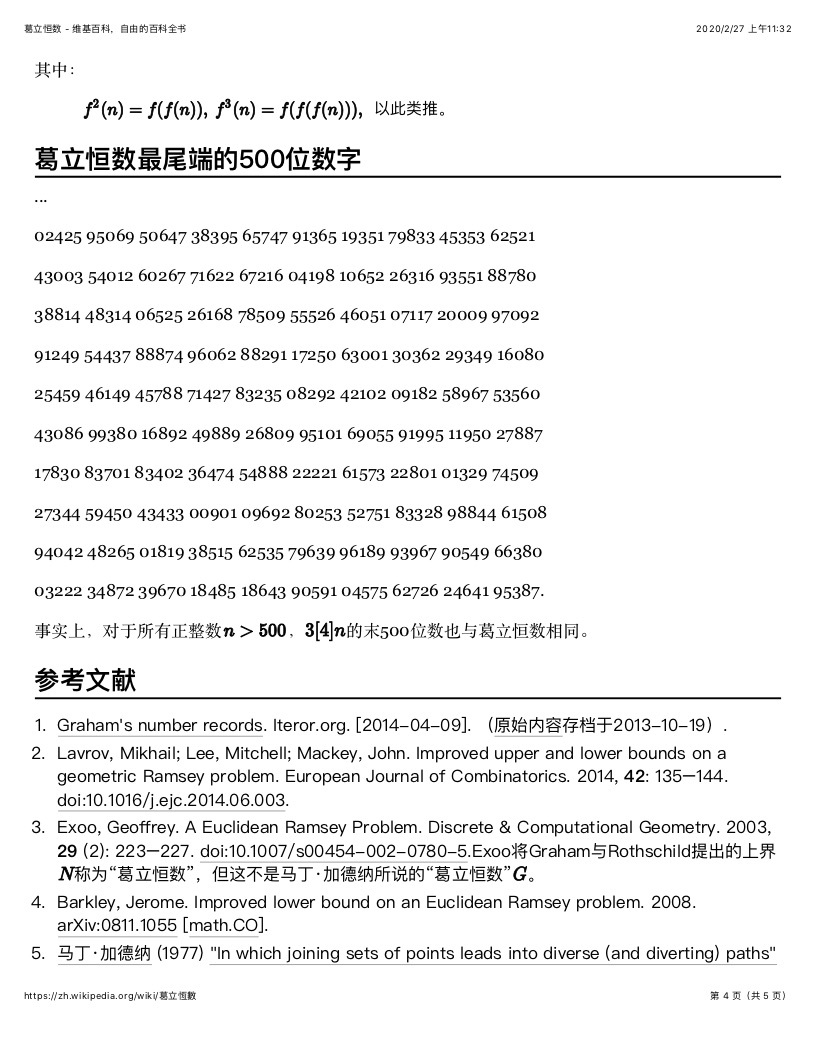 葛立恒数 - 维基百科，自由的百科全书
2020/2/27 上午11:32
其中：
f²(n) = f(f(n)), f³(n) = f(f(f(n))), 以此类推。
葛立恒数最尾端的500位数字
...
02425 95069 50647 38395 65747 91365 19351 79833 45353 62521
43003 54012 60267 71622 67216 04198 10652 26316 93551 88780
38814 48314 06525 26168 78509 55526 46051 07117 20009 97092
91249 54437 88874 96062 88291 17250 63001 30362 29349 16080
25459 46149 45788 71427 83235 08292 42102 09182 58967 53560
43086 99380 16892 49889 26809 95101 69055 91995 11950 27887
17830 83701 83402 36474 54888 22221 61573 22801 01329 74509
27344 59450 43433 00901 09692 80253 52751 83328 98844 61508
94042 48265 01819 38515 62535 79639 96189 93967 90549 66380
03222 34872 39670 18485 18643 90591 04575 62726 24641 95387.
事实上，对于所有正整数n > 500，3[4]n的末500位数也与葛立恒数相同。
参考文献
1. Graham's number records. Iteror.org. [2014-04-09]. （原始内容存档于2013-10-19）.
2. Lavrov, Mikhail; Lee, Mitchell; Mackey, John. Improved upper and lower bounds on a
geometric Ramsey problem. European Journal of Combinatorics. 2014, 42: 135–144.
doi:10.1016/j.ejc.2014.06.003.
3. Exoo, Geoffrey. A Euclidean Ramsey Problem. Discrete & Computational Geometry. 2003,
29 (2): 223–227. doi:10.1007/s00454-002-0780-5.Exoo将Graham与Rothschild提出的上界
N称为“葛立恒数”，但这不是马丁·加德纳所说的“葛立恒数”G。
4. Barkley, Jerome. Improved lower bound on an Euclidean Ramsey problem. 2008.
arXiv:0811.1055 [math.CO].
5. 马丁·加德纳 (1977) "In which joining sets of points leads into diverse (and diverting) paths"
https://zh.wikipedia.org/wiki/葛立恆數
第 4 页（共 5 页）